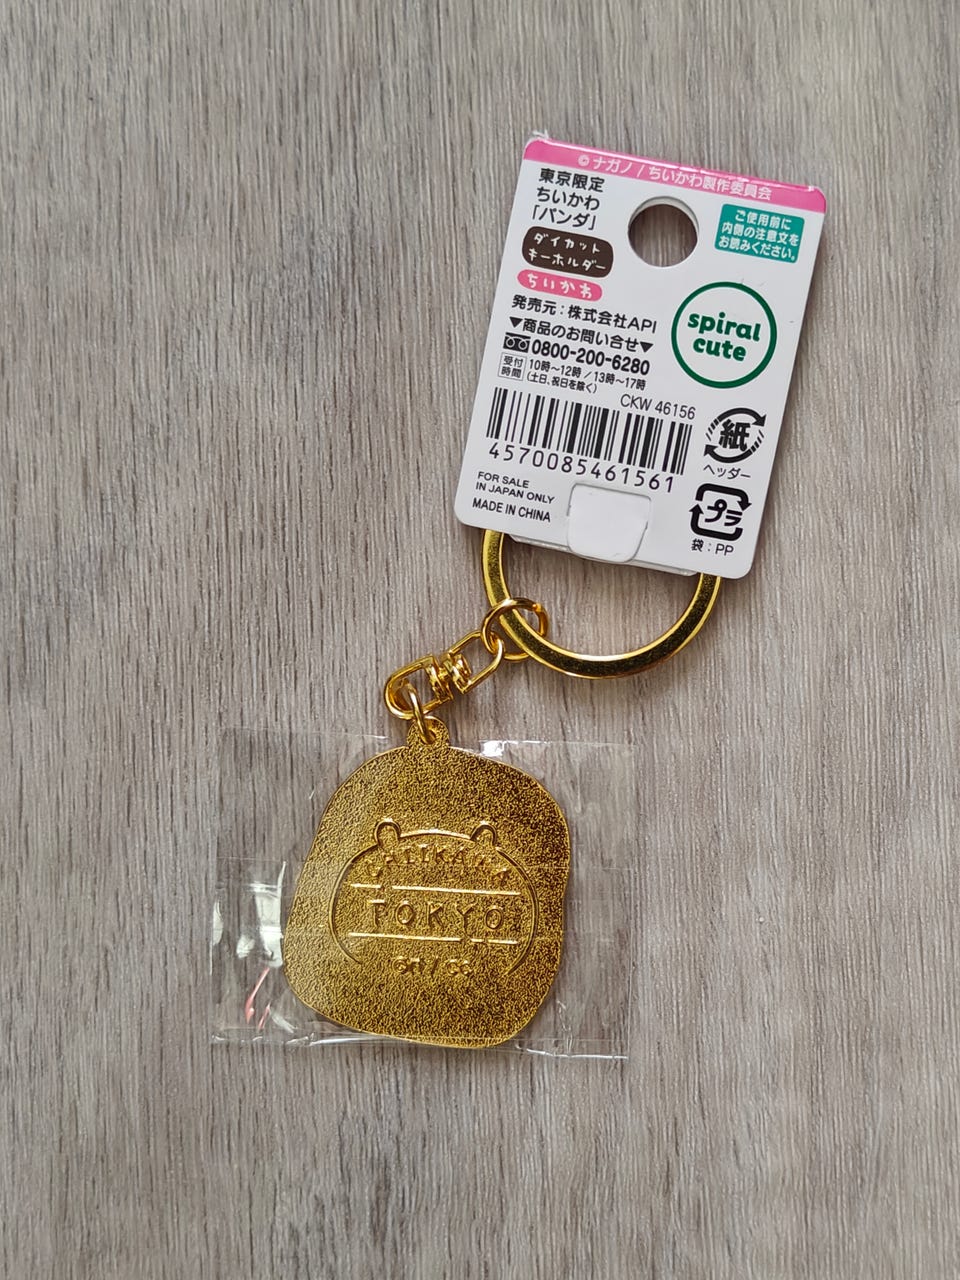 © ナガノ / ちいかわ製作委員会
東京限定
ちいかわ
「パンダ」
ダイカット
キーホルダー
ちいかわ
ご使用前に
内側の注意文を
お読みください。
spiral
cute
発売元：株式会社API
▼商品のお問い合せ▼
0800-200-6280
受付
時間
10時〜12時 / 13時〜17時
(土日、祝日を除く)
CKW 46156
4570085461561
FOR SALE
IN JAPAN ONLY
MADE IN CHINA
紙
ヘッダー
プラ
袋：PP
CHIIKAWA
TOKYO